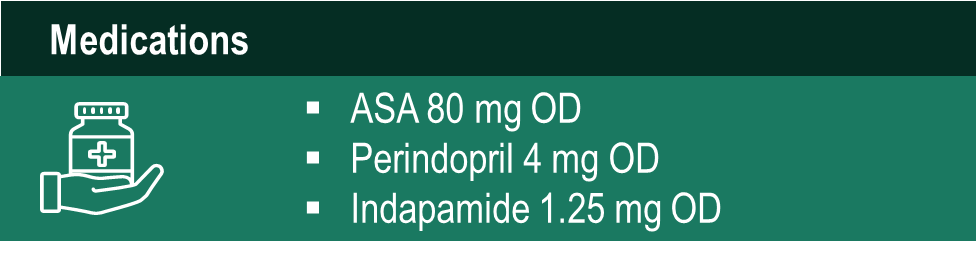 Medications
▪ ASA 80 mg OD
▪ Perindopril 4 mg OD
▪ Indapamide 1.25 mg OD